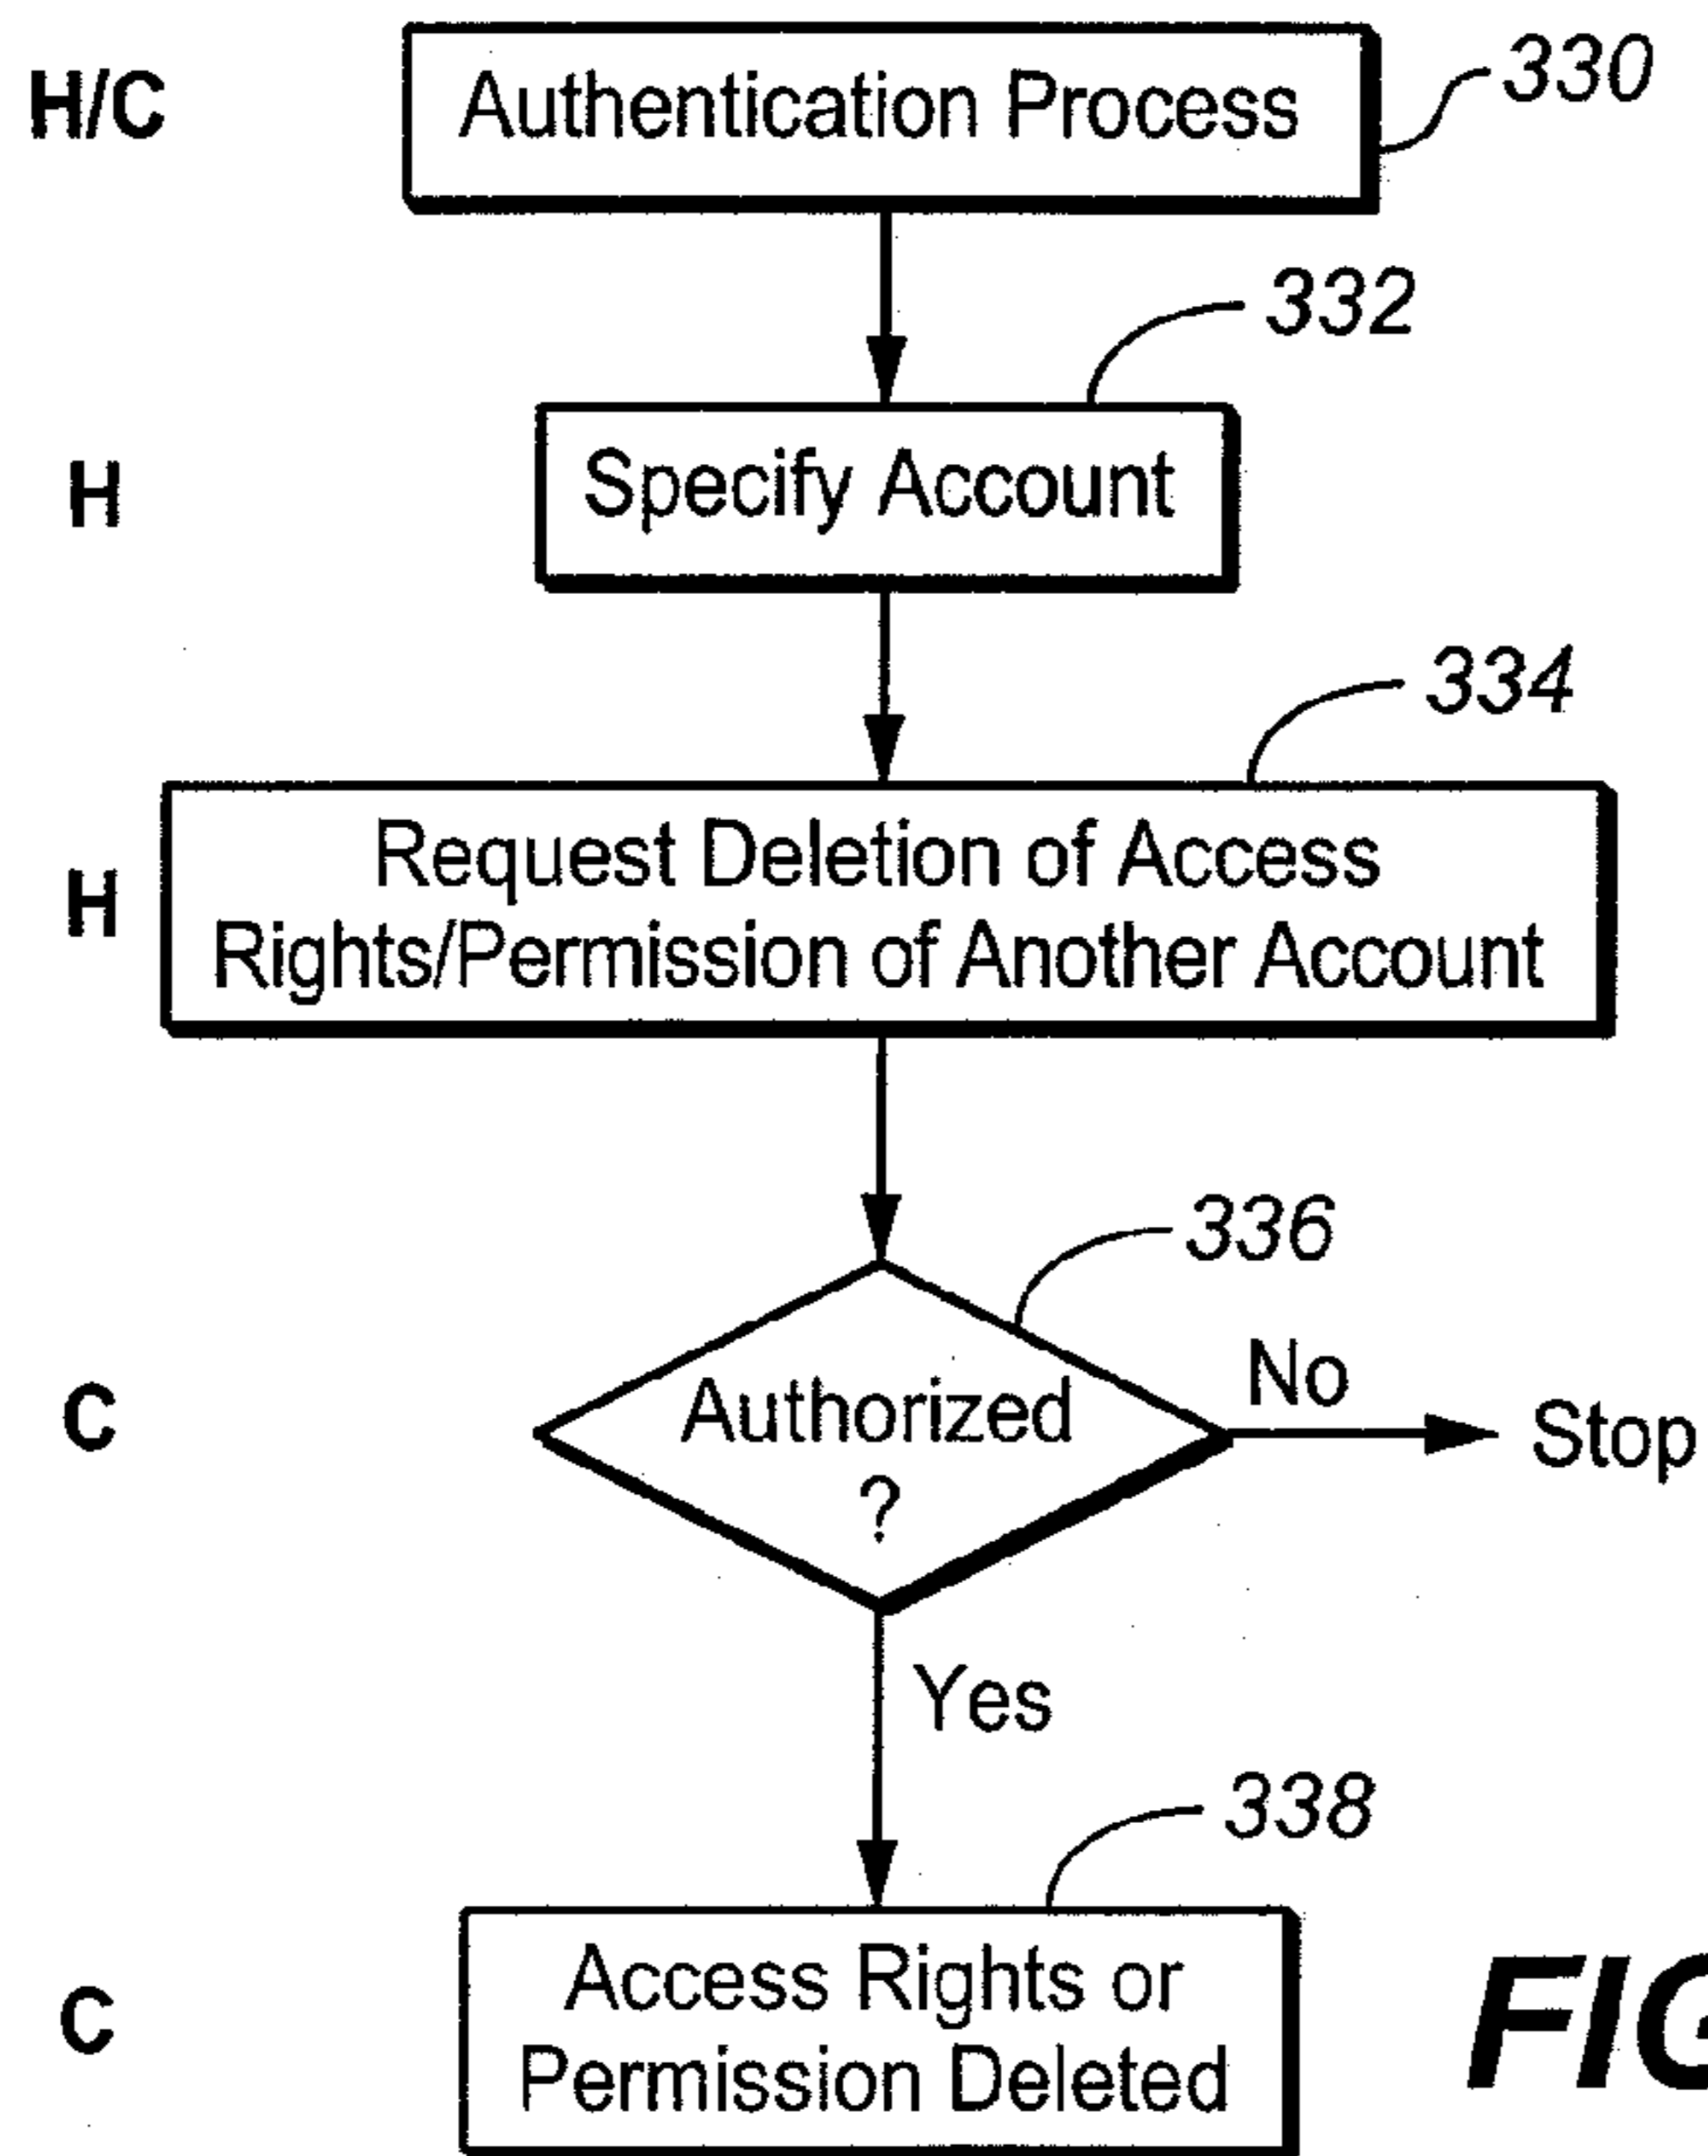 H/C
Authentication Process
330
332
H
Specify Account
334
H
Request Deletion of Access
Rights/Permission of Another Account
336
C
Authorized
?
No
Stop
Yes
338
C
Access Rights or
Permission Deleted